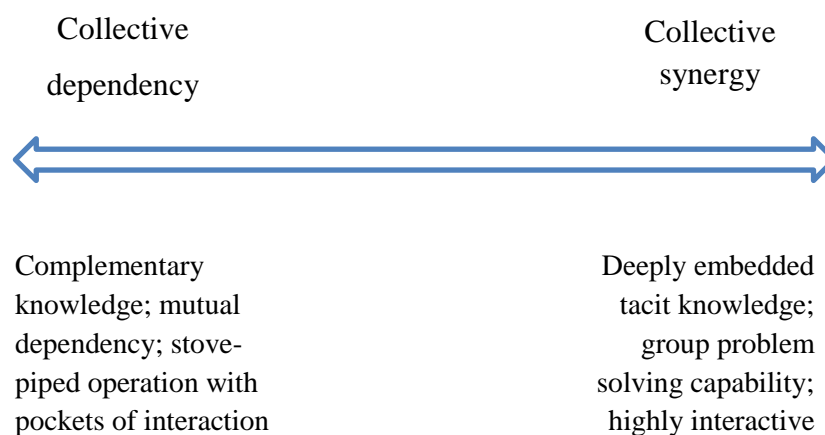 Collective
dependency
Collective
synergy
Complementary
knowledge; mutual
dependency; stove-
piped operation with
pockets of interaction
Deeply embedded
tacit knowledge;
group problem
solving capability;
highly interactive